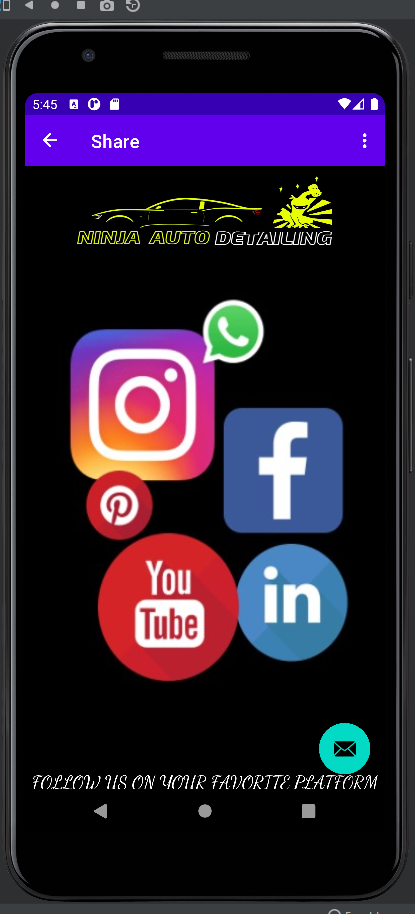 5:45
Share
NINJA AUTO DETAILING
f
You
Tube
in
FOLLOW US ON YOUR FAVORITE PLATFORM